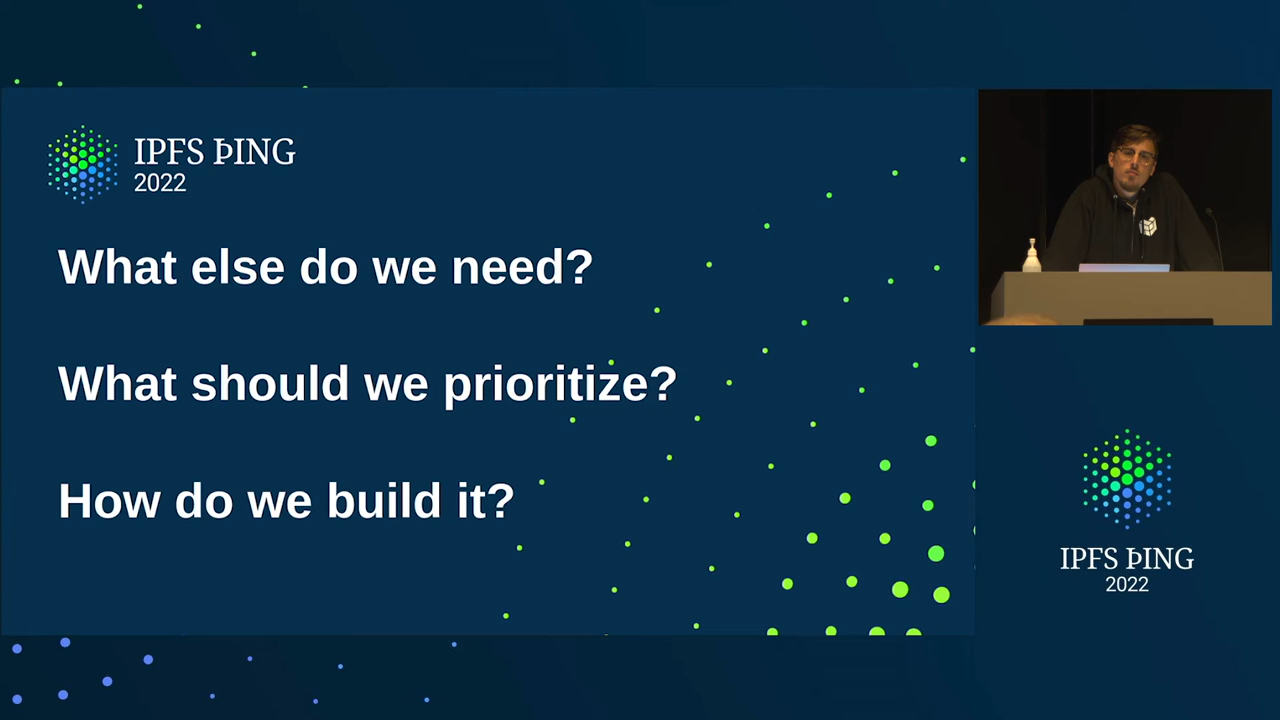 IPFS ÞING
2022
What else do we need?
What should we prioritize?
How do we build it?
IPFS ÞING
2022